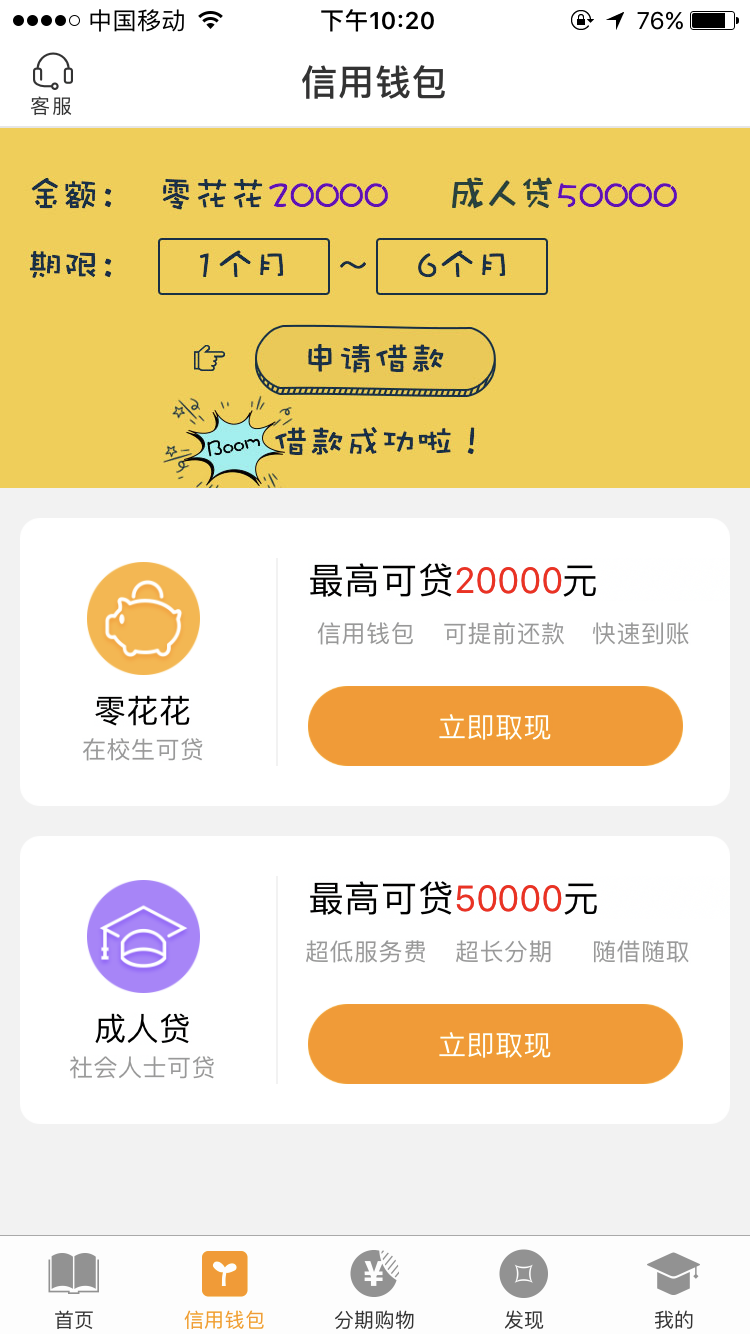 中国移动 下午10:20 76%
客服 信用钱包
金额： 零花花20000 成人贷50000
期限： 1个月 ～ 6个月
申请借款
Boom 借款成功啦！
最高可贷20000元
信用钱包 可提前还款 快速到账
零花花
在校生可贷
立即取现
最高可贷50000元
超低服务费 超长分期 随借随取
成人贷
社会人士可贷
立即取现
¥
首页 信用钱包 分期购物 发现 我的